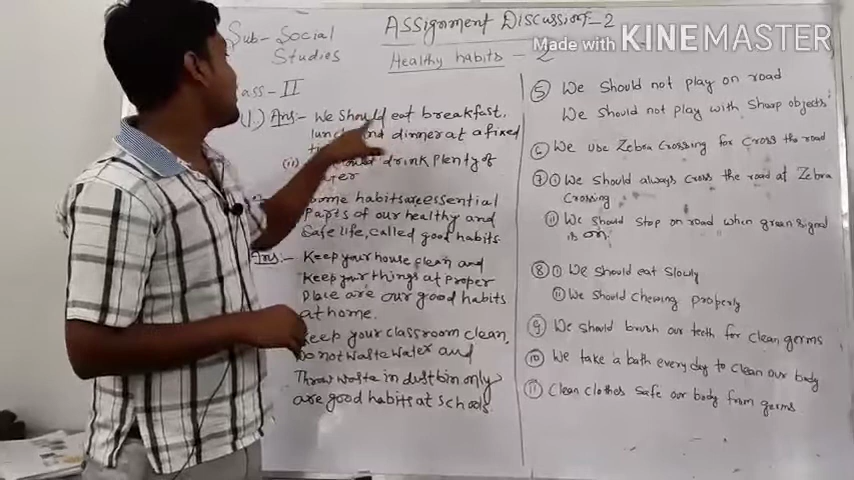 Sub- Social
Studies
ASSignment Discussion-2
Made with KINEMASTER
Healthy habits - 2
ass - II
1.) Ans:- We should eat breakfast,
lunch and dinner at a fixed
(ii) drink plenty of
ome habits are essential
Parts of our healthy and
Safe life, called good habits
Ans:- Keep your house clean and
Keep your things at proper
Place are our good habits
at home.
keep your classroom clean,
Do not waste water and
Throw waste in dustbin only
are good habits at schools.
5 We should not play on road
We should not play with Sharp objects
6 We use Zebra Crossing for cross the road
7 (i) We should always cross the road at Zebra
Crossing
(ii) We should stop on road when green signal
is on.
8 (i) We should eat slowly
(ii) We should chewing properly
9 We should brush our teeth for clean germs
10 We take a bath every day to clean our body
11 Clean clothes safe our body from germs